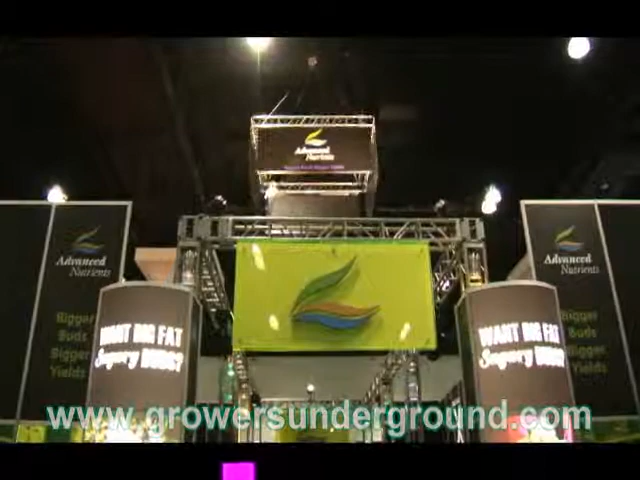 Advanced
Nutrients
Advanced
Nutrients
Bigger
Buds
Bigger
Yields
WANT BIG FAT
Sugary BUDS?
Advanced
Nutrients
Bigger
Buds
Bigger
Yields
WANT BIG FAT
Sugary BUDS?
www.growersunderground.com